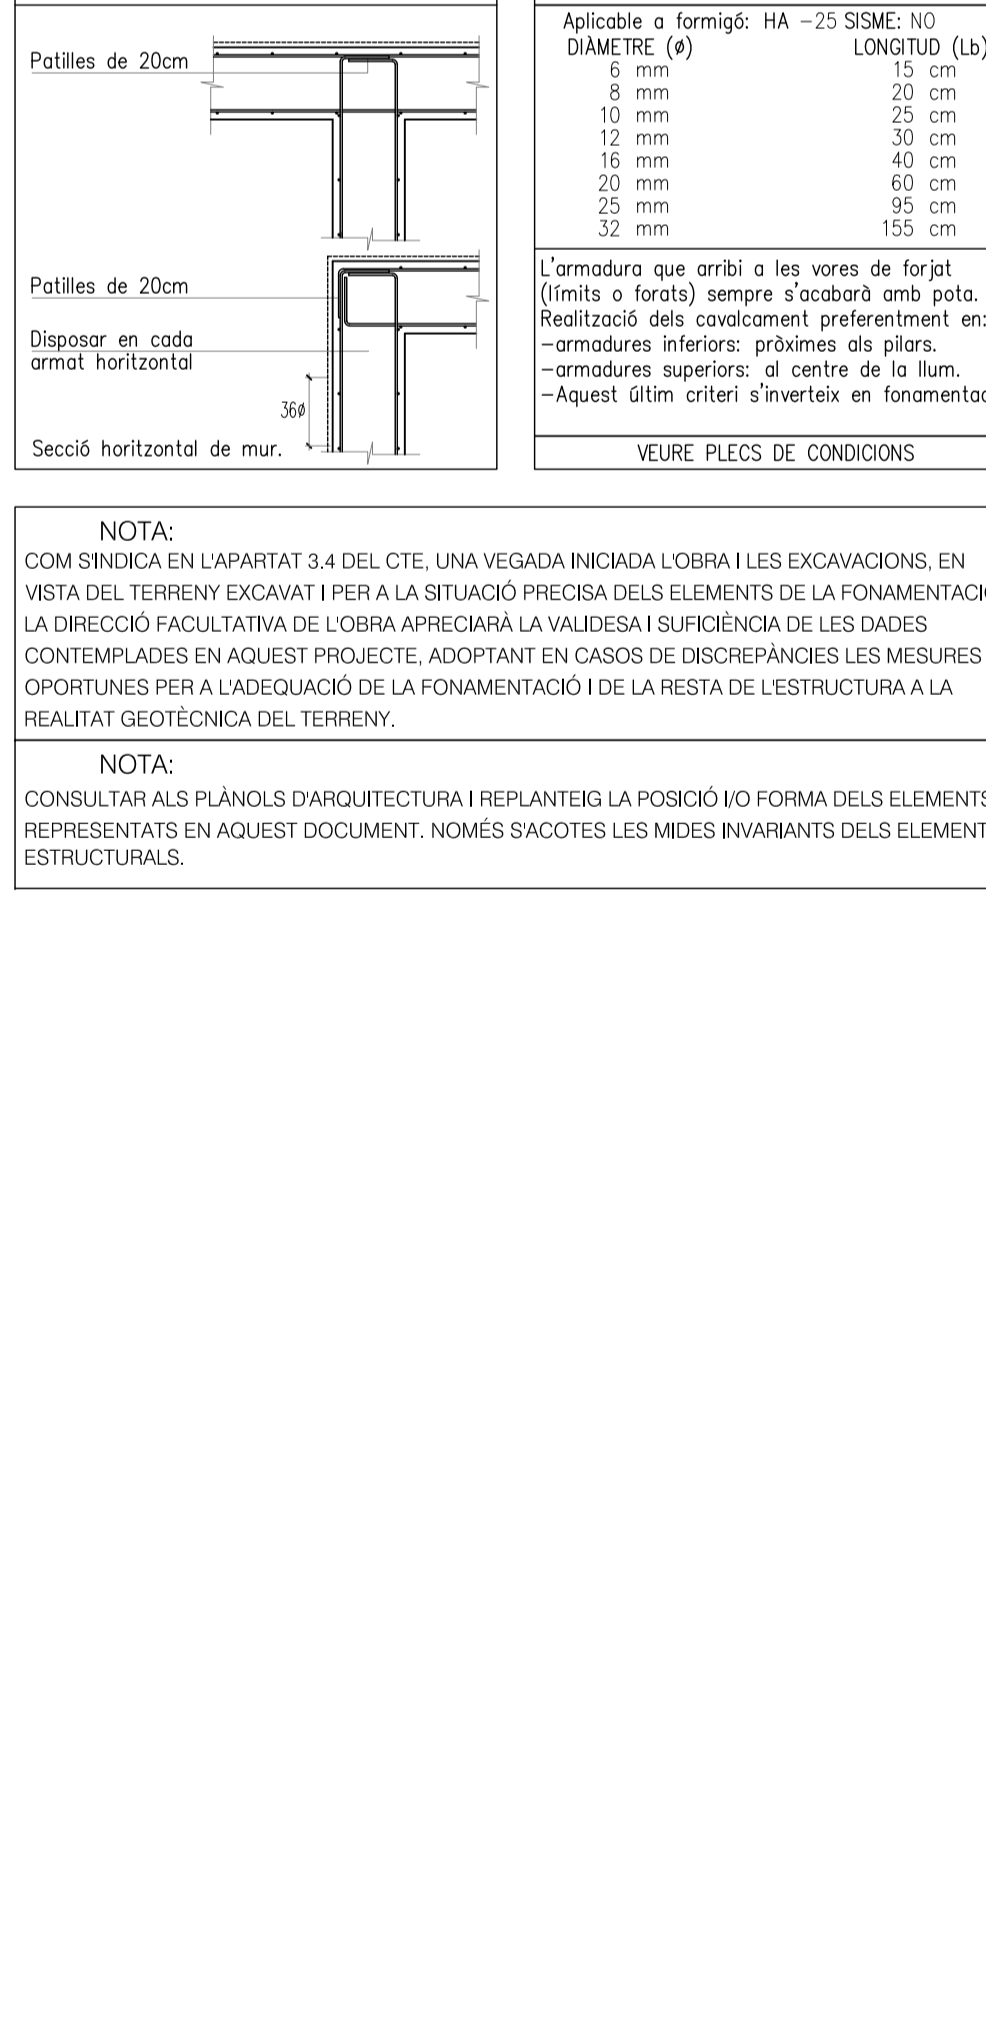 Patilles de 20cm
Patilles de 20cm
Disposar en cada
armat horitzontal
36ø
Secció horitzontal de mur.
Aplicable a formigó: HA -25 SISME: NO
DIÀMETRE (ø) LONGITUD (Lb)
6 mm 15 cm
8 mm 20 cm
10 mm 25 cm
12 mm 30 cm
16 mm 40 cm
20 mm 60 cm
25 mm 95 cm
32 mm 155 cm
L'armadura que arribi a les vores de forjat
(límits o forats) sempre s'acabarà amb pota.
Realització dels cavalcament preferentment en:
-armadures inferiors: pròximes als pilars.
-armadures superiors: al centre de la llum.
-Aquest últim criteri s'inverteix en
VEURE PLECS DE CONDICIONS
NOTA:
COM S'INDICA EN L'APARTAT 3.4 DEL CTE, UNA VEGADA INICIADA L'OBRA I LES EXCAVACIONS, EN
VISTA DEL TERRENY EXCAVAT I PER A LA SITUACIÓ PRECISA DELS ELEMENTS DE LA FONAMENTACIÓ
LA DIRECCIÓ FACULTATIVA DE L'OBRA APRECIARÀ LA VALIDESA I SUFICIÈNCIA DE LES DADES
CONTEMPLADES EN AQUEST PROJECTE, ADOPTANT EN CASOS DE DISCREPÀNCIES LES MESURES
OPORTUNES PER A L'ADEQUACIÓ DE LA FONAMENTACIÓ I DE LA RESTA DE L'ESTRUCTURA A LA
REALITAT GEOTÈCNICA DEL TERRENY.
NOTA:
CONSULTAR ALS PLÀNOLS D'ARQUITECTURA I REPLANTEIG LA POSICIÓ I/O FORMA DELS ELEMENTS
REPRESENTATS EN AQUEST DOCUMENT. NOMÉS S'ACOTES LES MIDES INVARIANTS DELS ELEMENT
ESTRUCTURALS.